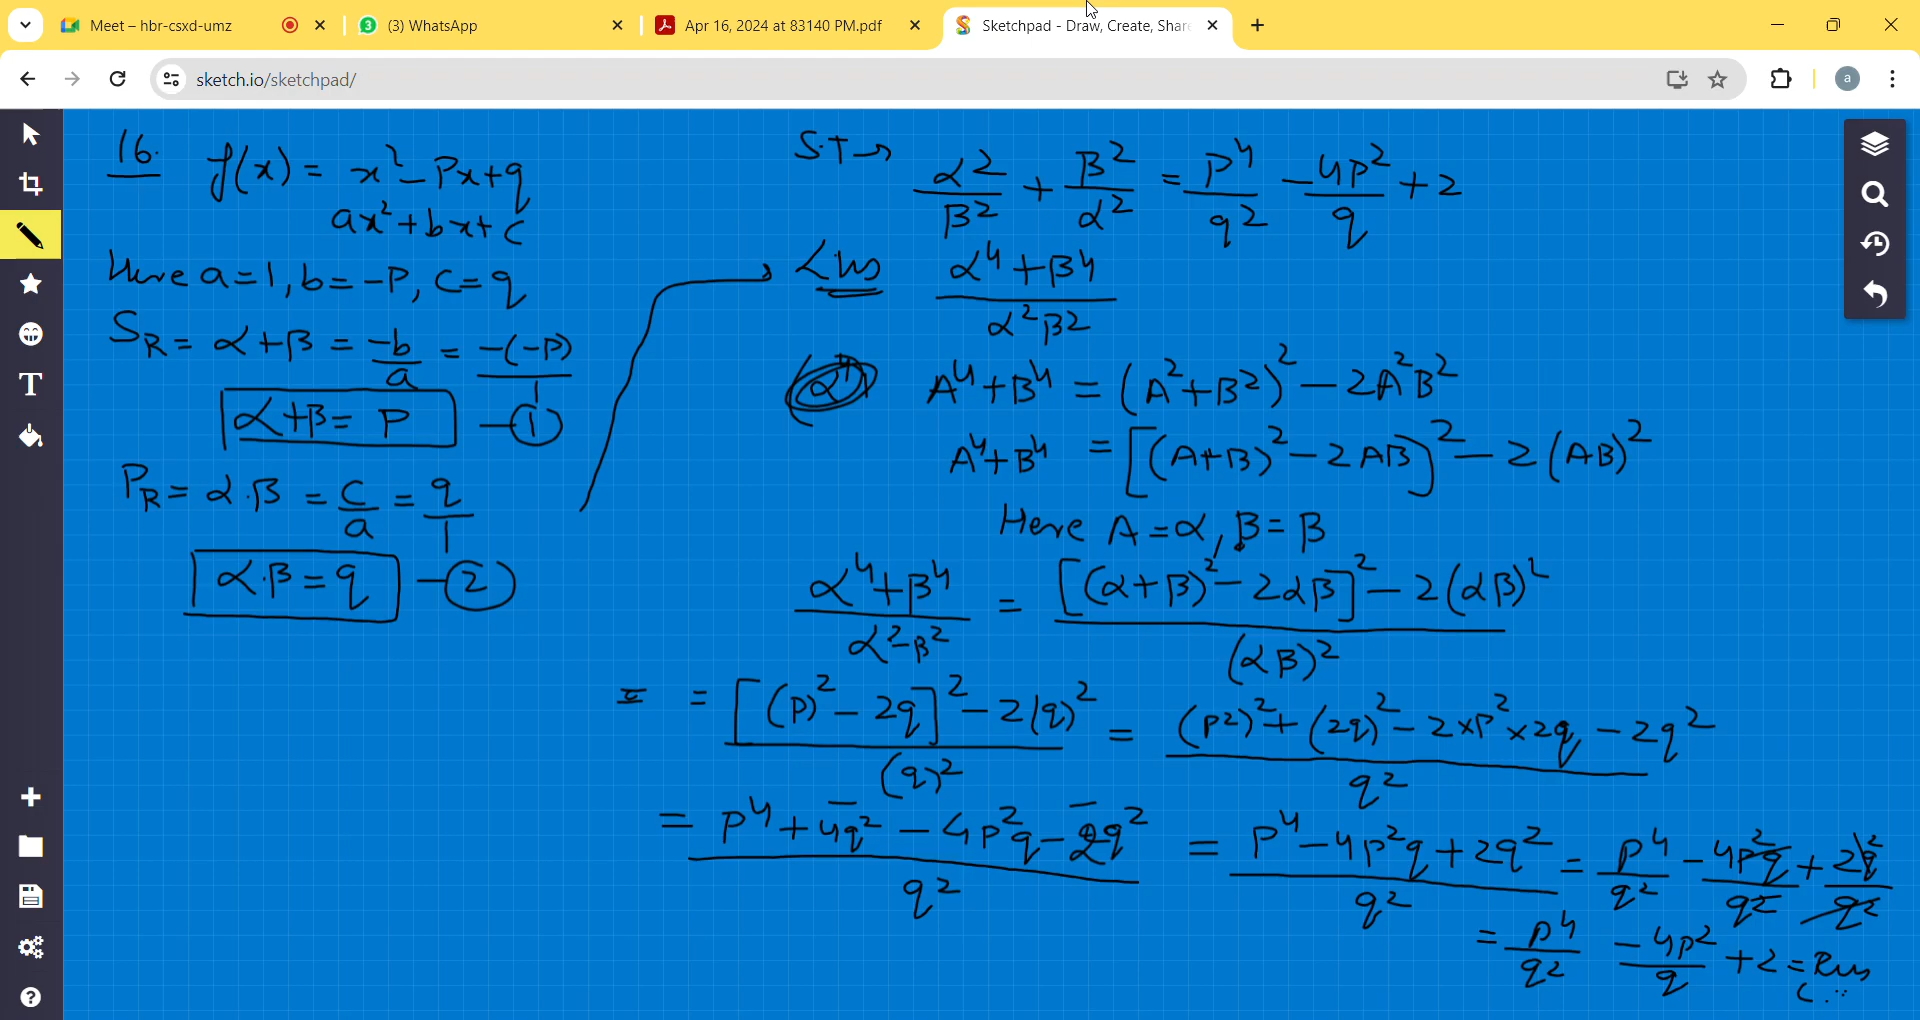 Meet – hbr-csxd-umz
(3) WhatsApp
Apr 16, 2024 at 83140 PM.pdf
Sketchpad - Draw, Create, Shar
sketch.io/sketchpad/
a
16. f(x) = x² - Px + q
ax² + bx + c
Here a = 1, b = -P, c = q
S_R = α + β = -b/a = -(-P)/1
α + β = P — ①
P_R = α.β = c/a = q/1
α.β = q — ②
S.T → α²/β² + β²/α² = P⁴/q² - 4P²/q + 2
LHS (α⁴ + β⁴)/(α²β²)
A⁴ + B⁴ = (A² + B²)² - 2A²B²
A⁴ + B⁴ = [(A+B)² - 2AB]² - 2(AB)²
Here A = α, B = β
(α⁴ + β⁴)/(α²-β²) = ([(α+β)² - 2αβ]² - 2(αβ)²)/(αβ)²
= = ([(P)² - 2q]² - 2(q)²)/(q)² = ((P²)² + (2q)² - 2×P²×2q - 2q²)/q²
= (P⁴ + 4q² - 4P²q - 2q²)/q² = (P⁴ - 4P²q + 2q²)/q² = P⁴/q² - 4P²q/q² + 2q²/q²
= P⁴/q² - 4P²/q + 2 = RHS
T
?